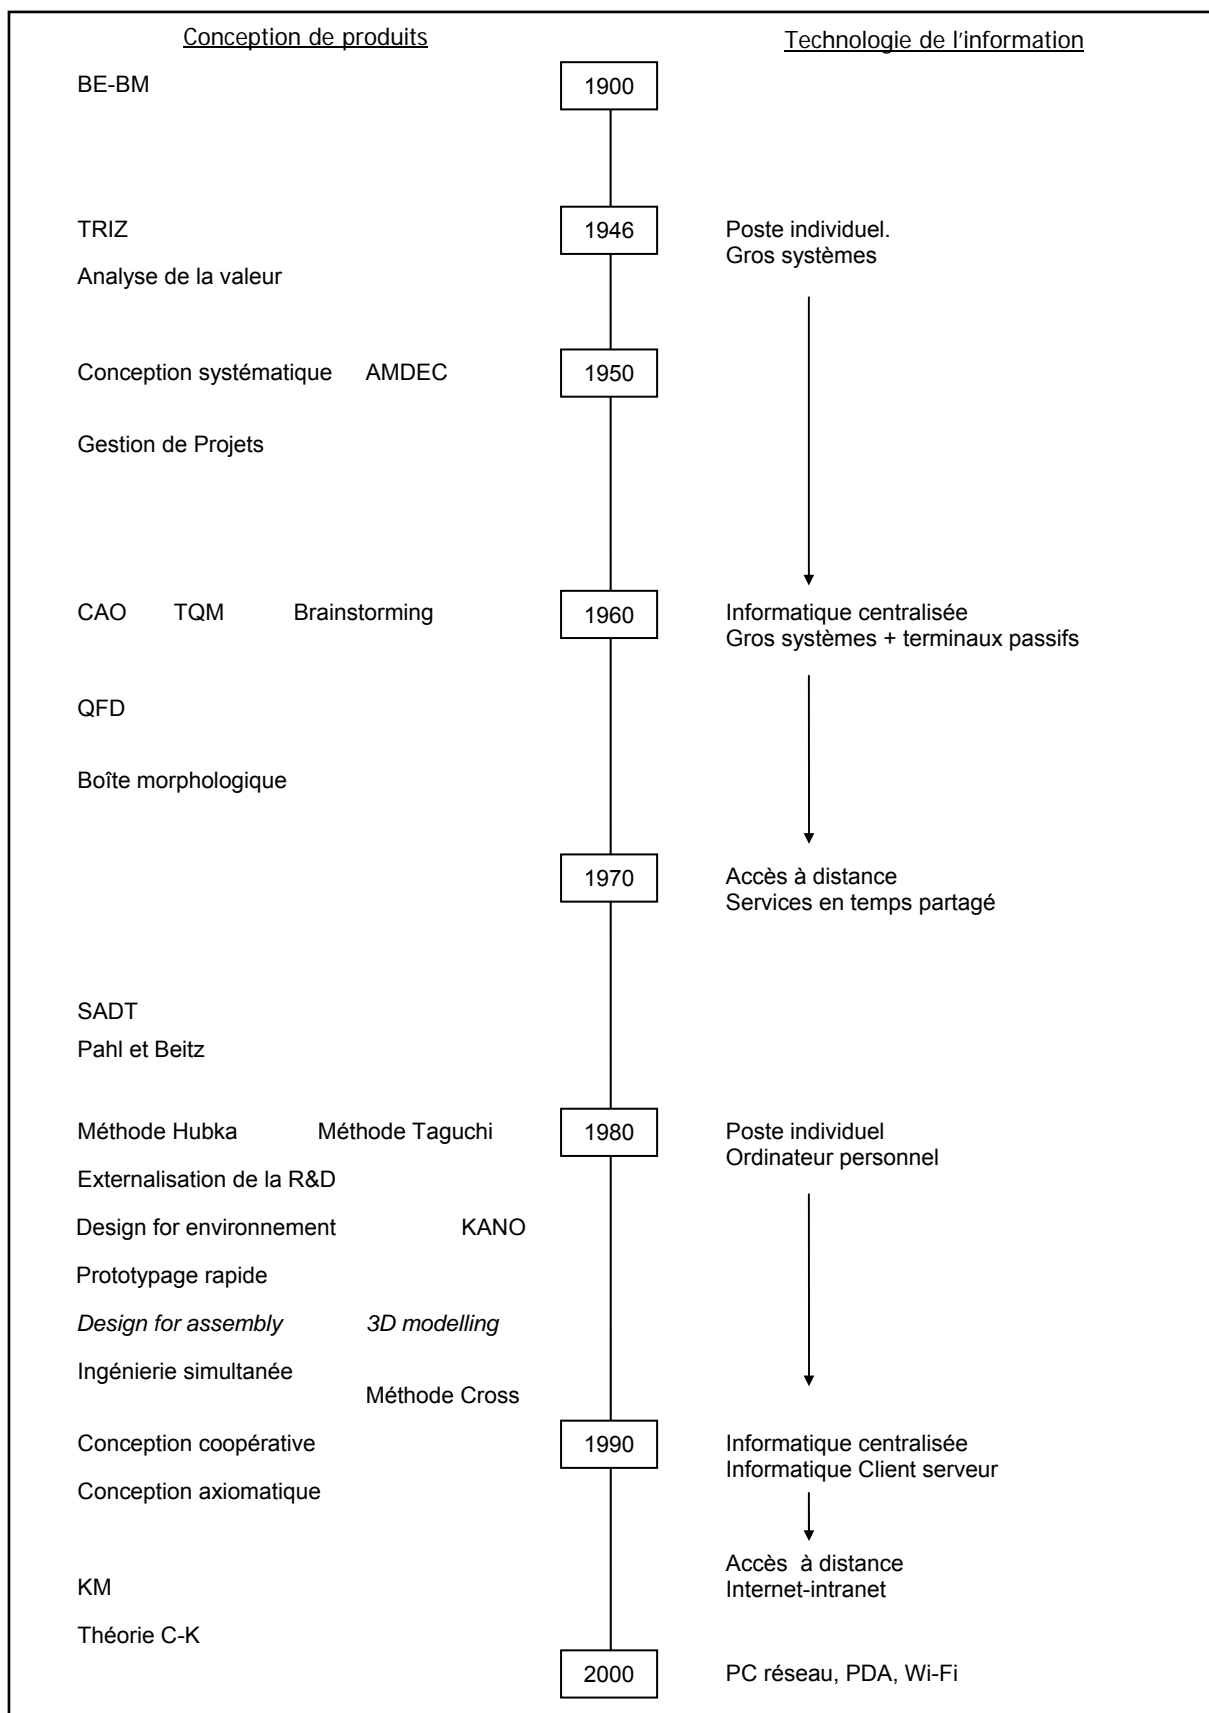 Conception de produits
Technologie de l'information
BE-BM
1900
TRIZ
1946
Poste individuel.
Gros systèmes
Analyse de la valeur
Conception systématique AMDEC
1950
Gestion de Projets
CAO TQM Brainstorming
1960
Informatique centralisée
Gros systèmes + terminaux passifs
QFD
Boîte morphologique
1970
Accès à distance
Services en temps partagé
SADT
Pahl et Beitz
Méthode Hubka Méthode Taguchi
1980
Poste individuel
Ordinateur personnel
Externalisation de la R&D
Design for environnement KANO
Prototypage rapide
Design for assembly 3D modelling
Ingénierie simultanée
Méthode Cross
Conception coopérative
1990
Informatique centralisée
Informatique Client serveur
Conception axiomatique
Accès à distance
Internet-intranet
KM
Théorie C-K
2000
PC réseau, PDA, Wi-Fi